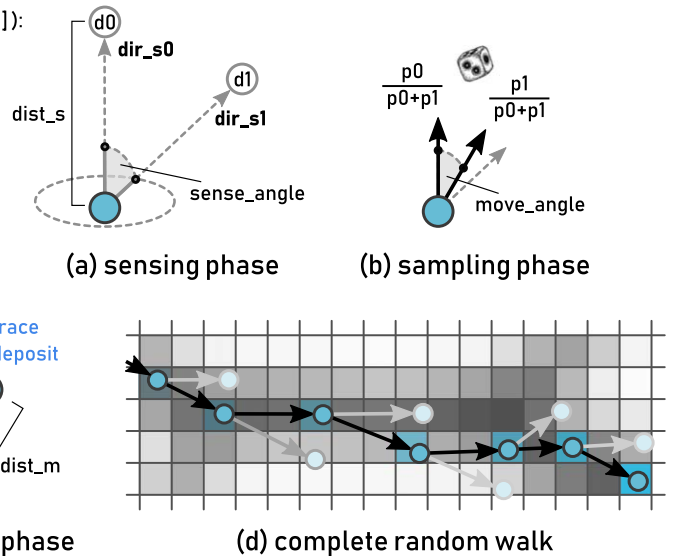 ]):
d0
dir_s0
d1
dir_s1
dist_s
sense_angle
(a) sensing phase
p0
p0+p1
p1
p0+p1
move_angle
(b) sampling phase
race
deposit
dist_m
phase
(d) complete random walk